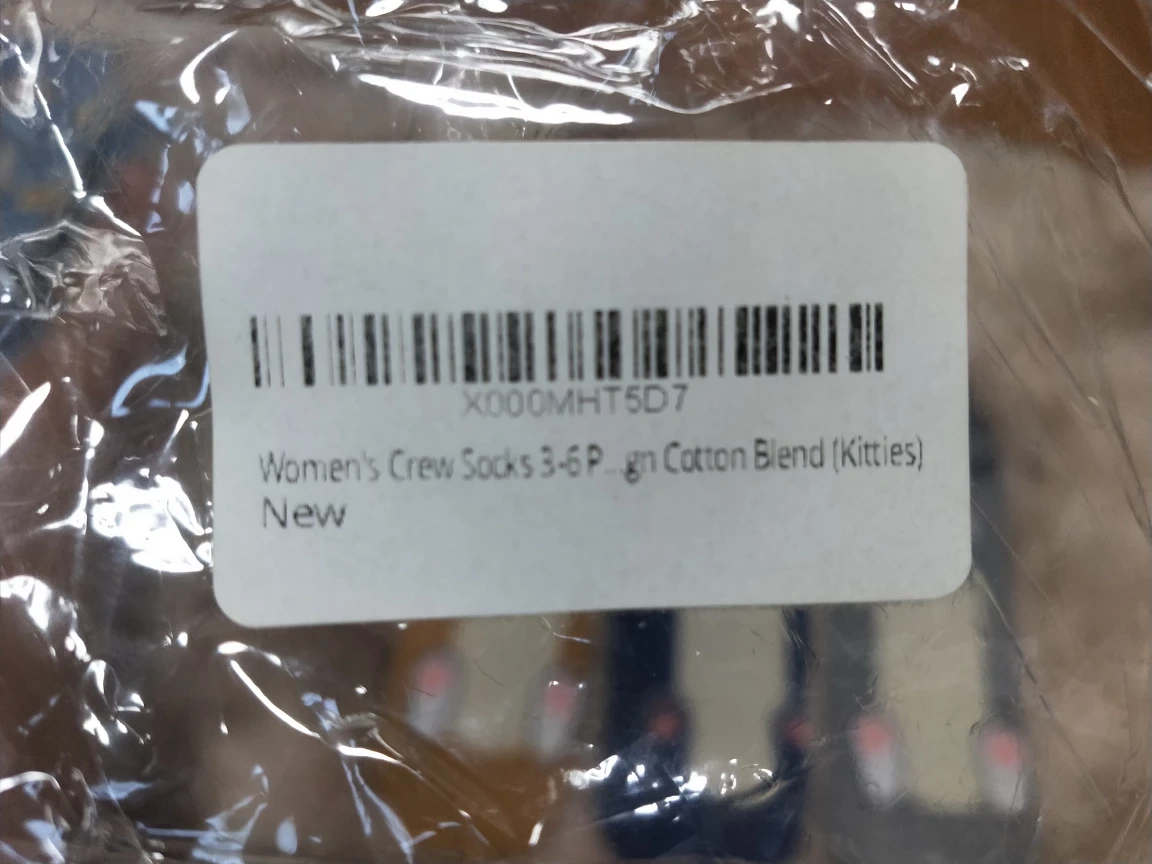 X000MHT5D7
Women's Crew Socks 3-6 P...gn Cotton Blend (Kitties)
New